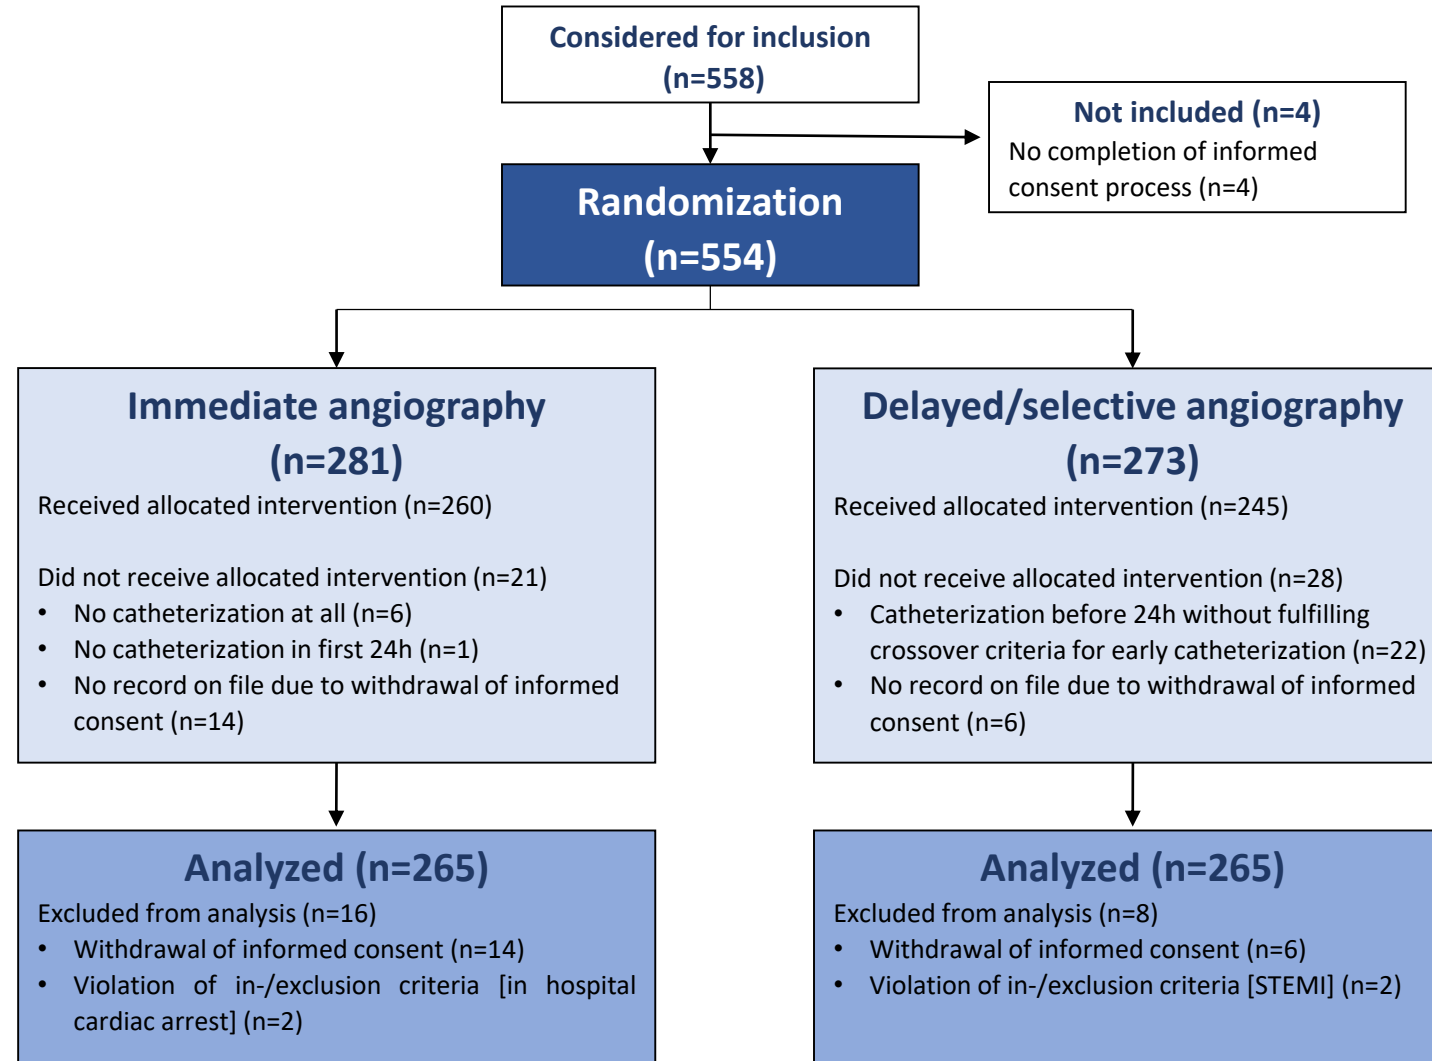 Considered for inclusion
(n=558)
Not included (n=4)
No completion of informed
consent process (n=4)
Randomization
(n=554)
Immediate angiography
(n=281)
Received allocated intervention (n=260)
Did not receive allocated intervention (n=21)
• No catheterization at all (n=6)
• No catheterization in first 24h (n=1)
• No record on file due to withdrawal of informed
consent (n=14)
Delayed/selective angiography
(n=273)
Received allocated intervention (n=245)
Did not receive allocated intervention (n=28)
• Catheterization before 24h without fulfilling
crossover criteria for early catheterization (n=22)
• No record on file due to withdrawal of informed
consent (n=6)
Analyzed (n=265)
Excluded from analysis (n=16)
• Withdrawal of informed consent (n=14)
• Violation of in-/exclusion criteria [in hospital
cardiac arrest] (n=2)
Analyzed (n=265)
Excluded from analysis (n=8)
• Withdrawal of informed consent (n=6)
• Violation of in-/exclusion criteria [STEMI] (n=2)